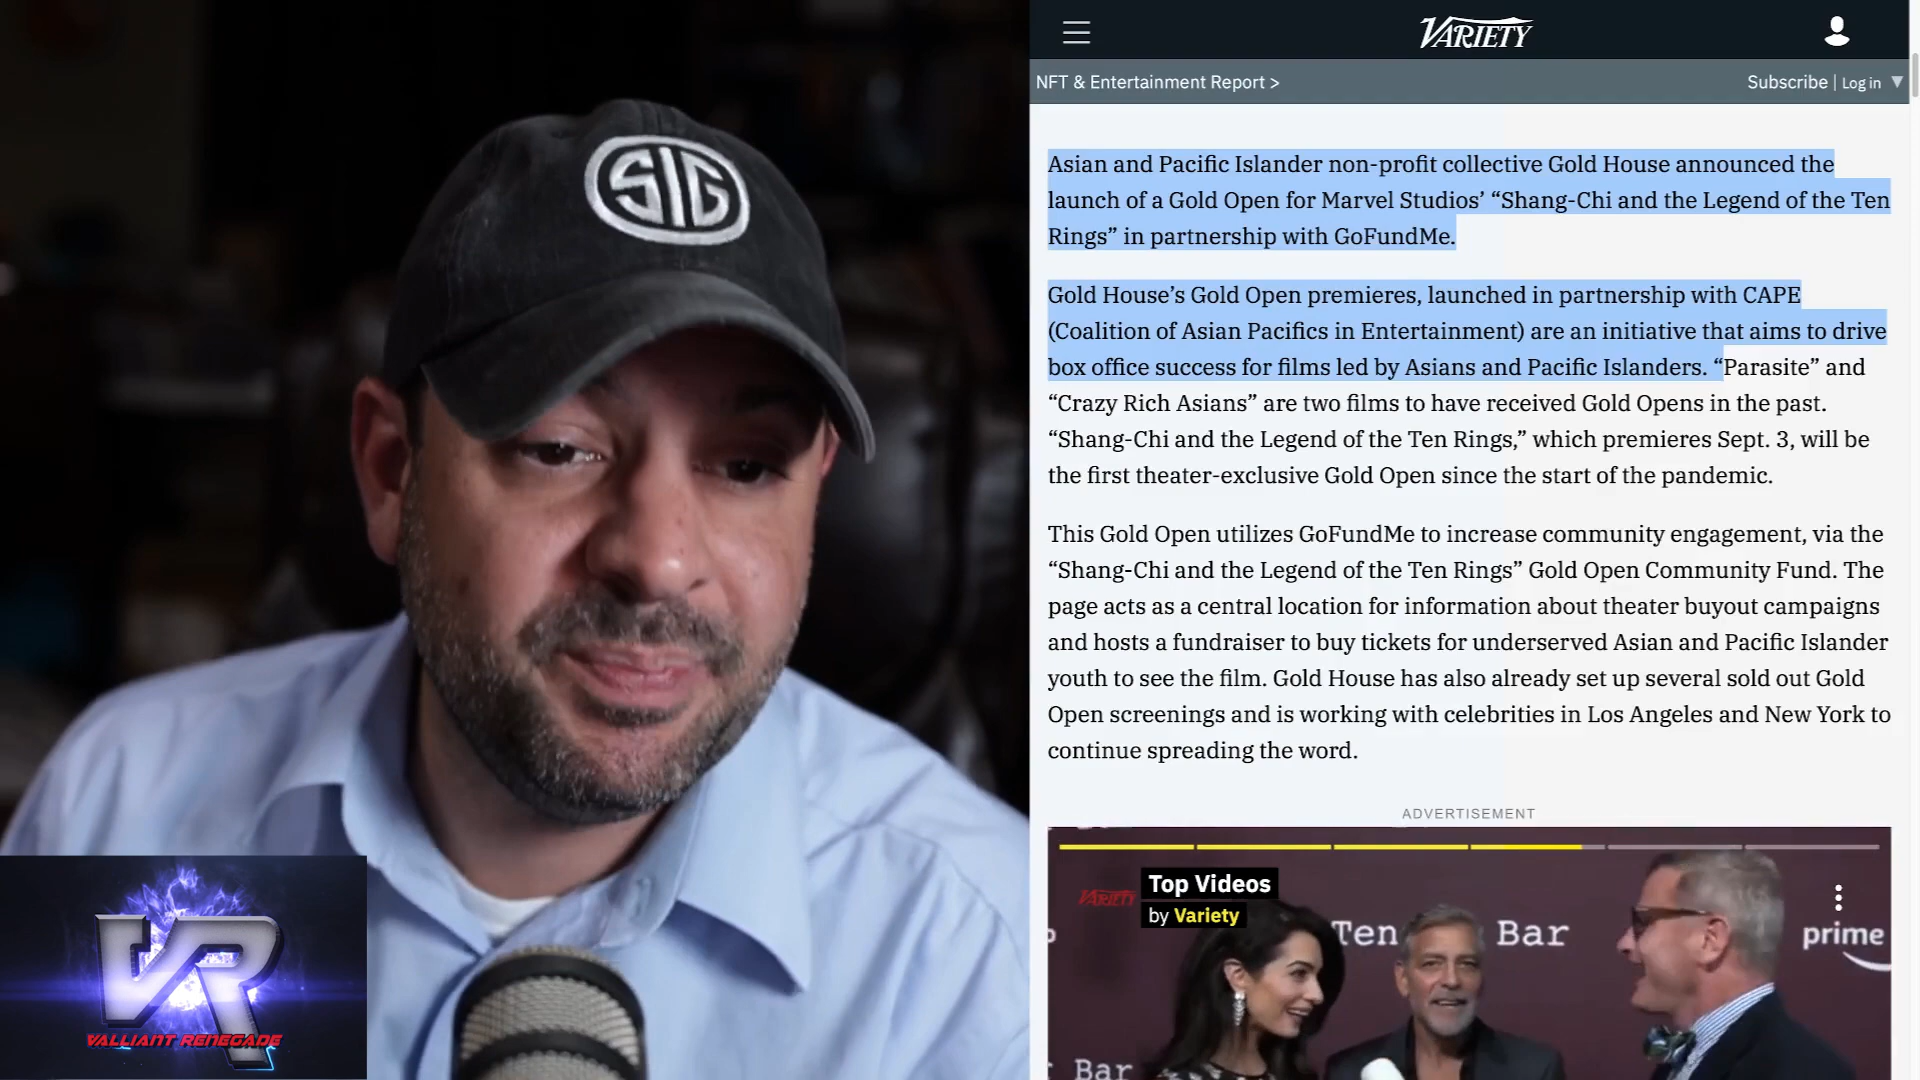 SIG
VR
VALLIANT RENEGADE
VARIETY
NFT & Entertainment Report >
Subscribe | Log in ▼
Asian and Pacific Islander non-profit collective Gold House announced the
launch of a Gold Open for Marvel Studios’ “Shang-Chi and the Legend of the Ten
Rings” in partnership with GoFundMe.
Gold House’s Gold Open premieres, launched in partnership with CAPE
(Coalition of Asian Pacifics in Entertainment) are an initiative that aims to drive
box office success for films led by Asians and Pacific Islanders. “Parasite” and
“Crazy Rich Asians” are two films to have received Gold Opens in the past.
“Shang-Chi and the Legend of the Ten Rings,” which premieres Sept. 3, will be
the first theater-exclusive Gold Open since the start of the pandemic.
This Gold Open utilizes GoFundMe to increase community engagement, via the
“Shang-Chi and the Legend of the Ten Rings” Gold Open Community Fund. The
page acts as a central location for information about theater buyout campaigns
and hosts a fundraiser to buy tickets for underserved Asian and Pacific Islander
youth to see the film. Gold House has also already set up several sold out Gold
Open screenings and is working with celebrities in Los Angeles and New York to
continue spreading the word.
ADVERTISEMENT
VARIETY
Top Videos
by Variety
Ten Bar
prime
Bar